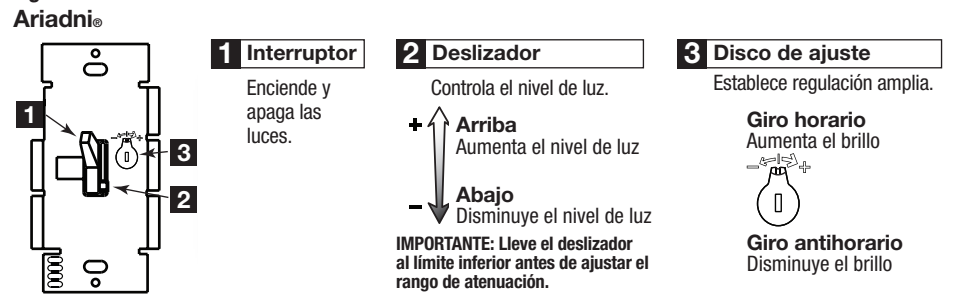 Ariadni®
1
3
2
1 Interruptor
Enciende y
apaga las
luces.
2 Deslizador
Controla el nivel de luz.
+ Arriba
Aumenta el nivel de luz
- Abajo
Disminuye el nivel de luz
IMPORTANTE: Lleve el deslizador
al límite inferior antes de ajustar el
rango de atenuación.
3 Disco de ajuste
Establece regulación amplia.
Giro horario
Aumenta el brillo
- +
Giro antihorario
Disminuye el brillo